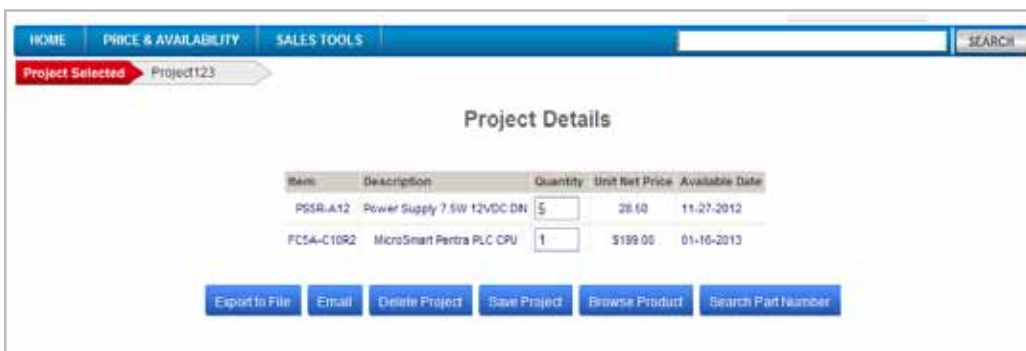 HOME PRICE & AVAILABILITY SALES TOOLS SEARCH
Project Selected Project123
Project Details
Item Description Quantity Unit Net Price Available Date
PS5R-A12 Power Supply 7.5W 12VDC DIN 5 28.60 11-27-2012
FC5A-C10R2 MicroSmart Pentra PLC CPU 1 $199.00 01-16-2013
Export to File Email Delete Project Save Project Browse Product Search Part Number